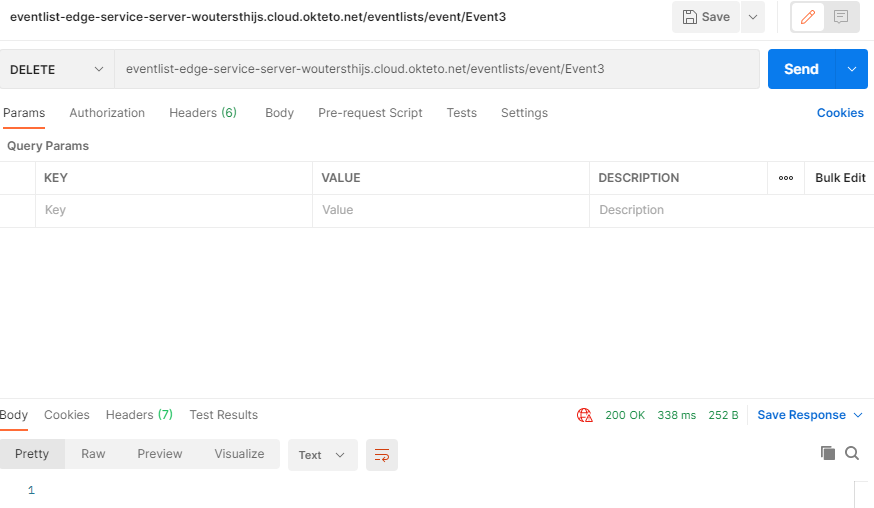 eventlist-edge-service-server-woutersthijs.cloud.okteto.net/eventlists/event/Event3 Save
DELETE eventlist-edge-service-server-woutersthijs.cloud.okteto.net/eventlists/event/Event3 Send
Params Authorization Headers (6) Body Pre-request Script Tests Settings Cookies
Query Params
KEY VALUE DESCRIPTION ooo Bulk Edit
Key Value Description
Body Cookies Headers (7) Test Results 200 OK 338 ms 252 B Save Response
Pretty Raw Preview Visualize Text
1